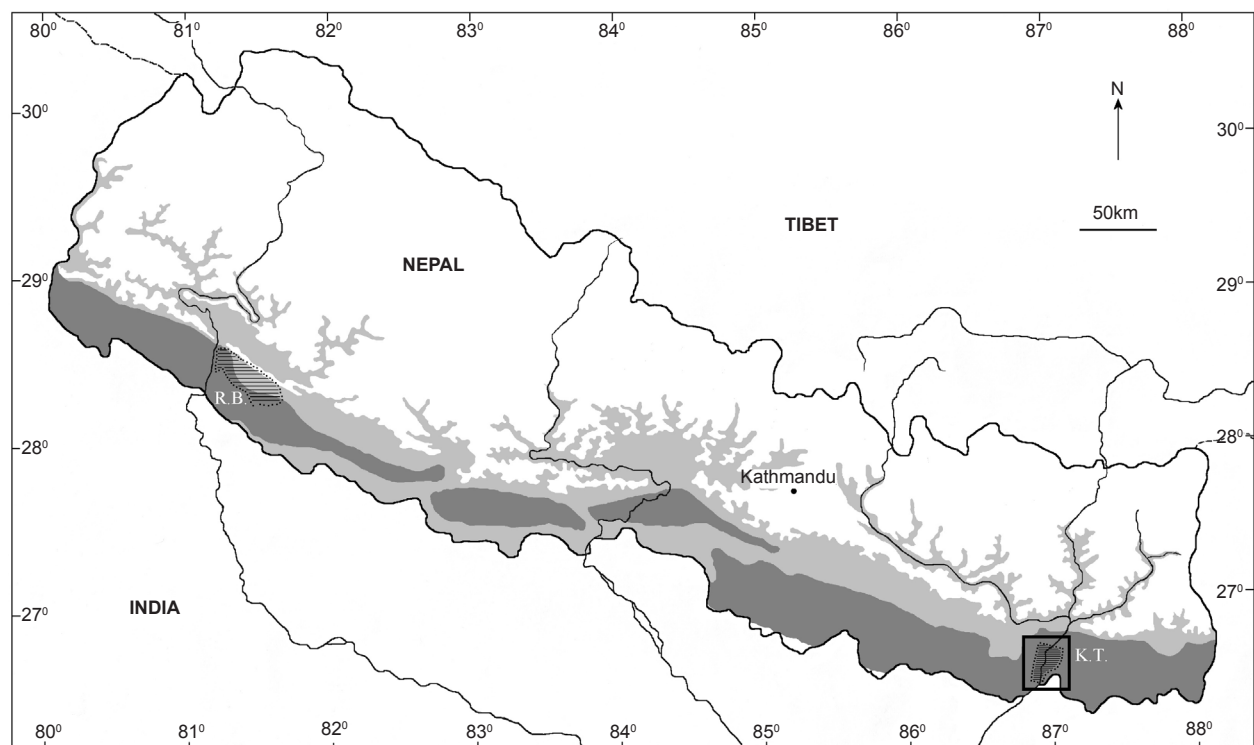 80⁰ 81⁰ 82⁰ 83⁰ 84⁰ 85⁰ 86⁰ 87⁰ 88⁰
N
30⁰ 30⁰
50km
TIBET
NEPAL
29⁰ 29⁰
R.B.
28⁰ 28⁰
Kathmandu
27⁰ 27⁰
INDIA
K.T.
80⁰ 81⁰ 82⁰ 83⁰ 84⁰ 85⁰ 86⁰ 87⁰ 88⁰